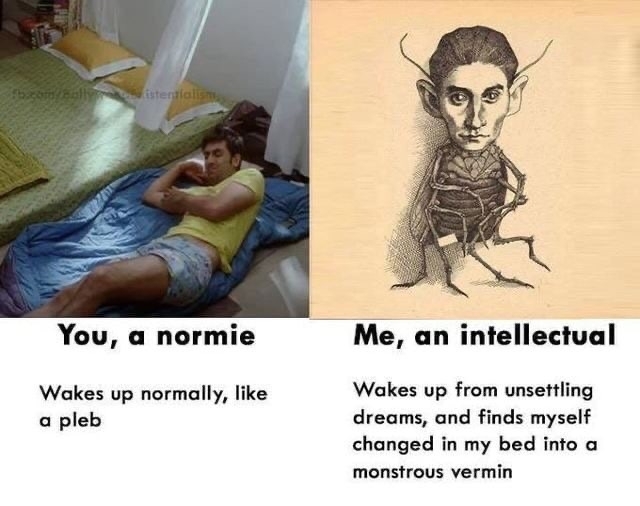 You, a normie
Wakes up normally, like
a pleb
Me, an intellectual
Wakes up from unsettling
dreams, and finds myself
changed in my bed into a
monstrous vermin